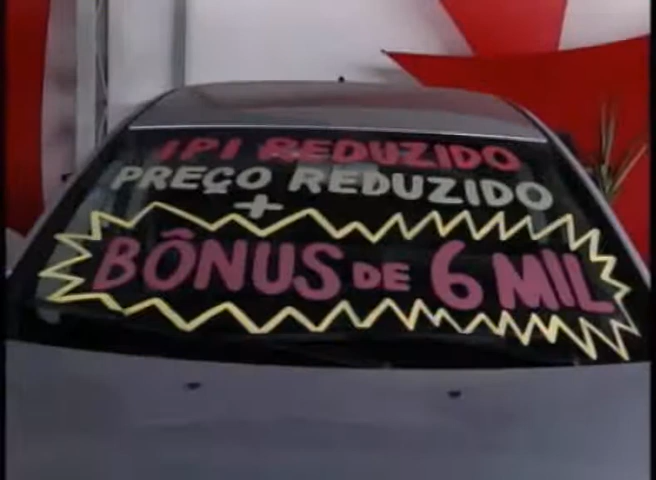 IPI REDUZIDO
PREÇO REDUZIDO
+
BÔNUS DE 6 MIL